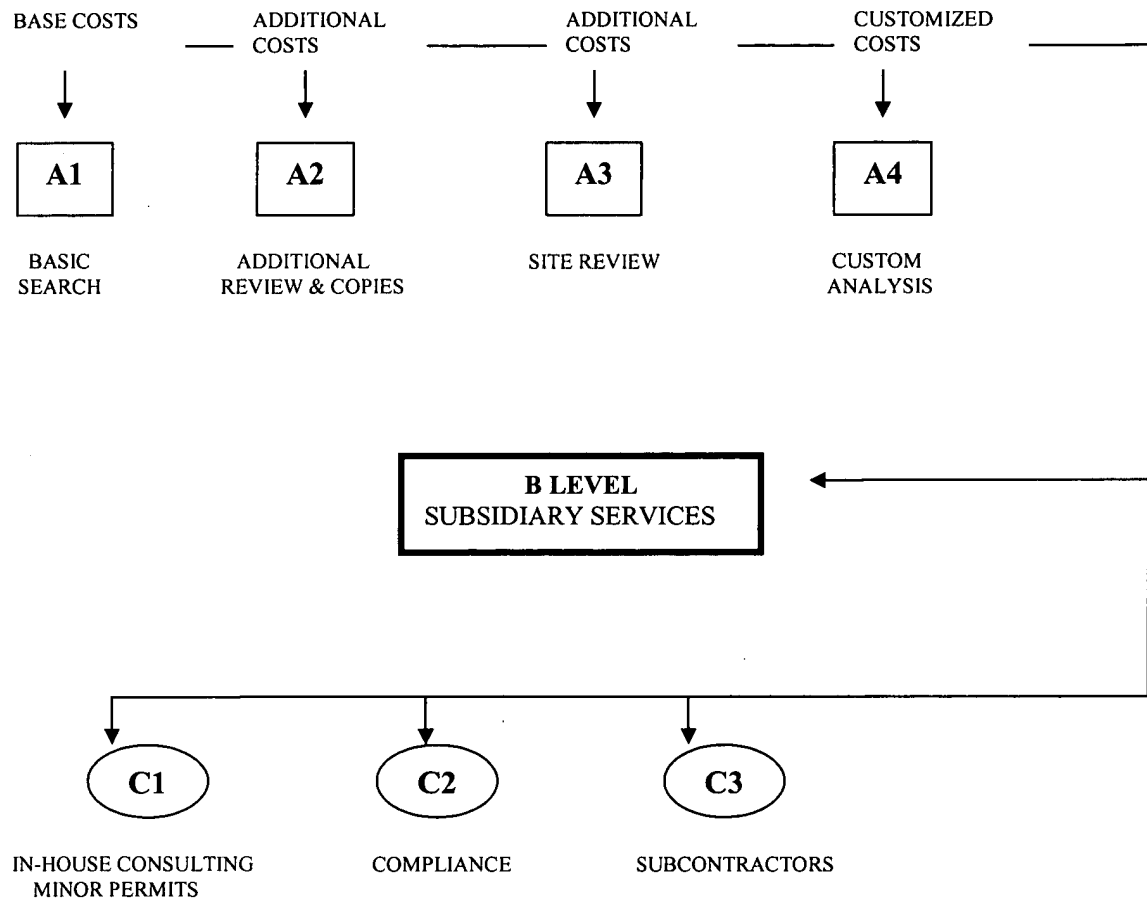 BASE COSTS
ADDITIONAL
COSTS
ADDITIONAL
COSTS
CUSTOMIZED
COSTS
A1
A2
A3
A4
BASIC
SEARCH
ADDITIONAL
REVIEW & COPIES
SITE REVIEW
CUSTOM
ANALYSIS
B LEVEL
SUBSIDIARY SERVICES
C1
C2
C3
IN-HOUSE CONSULTING
MINOR PERMITS
COMPLIANCE
SUBCONTRACTORS